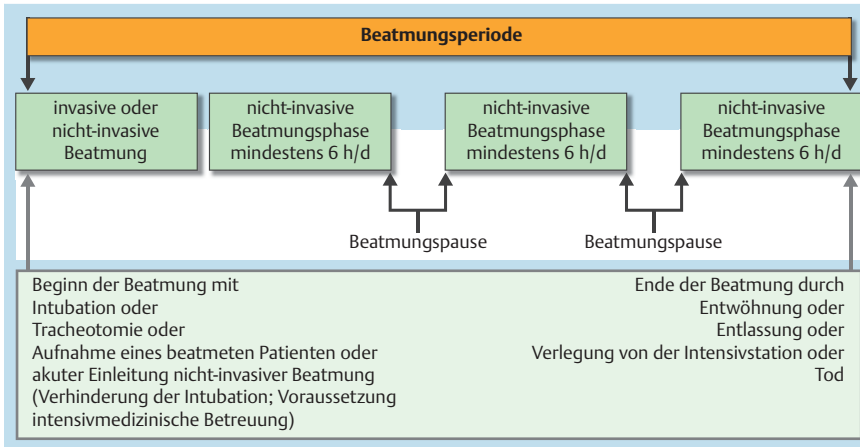 Beatmungsperiode
invasive oder
nicht-invasive
Beatmung
nicht-invasive
Beatmungsphase
mindestens 6 h/d
nicht-invasive
Beatmungsphase
mindestens 6 h/d
nicht-invasive
Beatmungsphase
mindestens 6 h/d
Beatmungspause
Beatmungspause
Beginn der Beatmung mit
Intubation oder
Tracheotomie oder
Aufnahme eines beatmeten Patienten oder
akuter Einleitung nicht-invasiver Beatmung
(Verhinderung der Intubation; Voraussetzung
intensivmedizinische Betreuung)
Ende der Beatmung durch
Entwöhnung oder
Entlassung oder
Verlegung von der Intensivstation oder
Tod